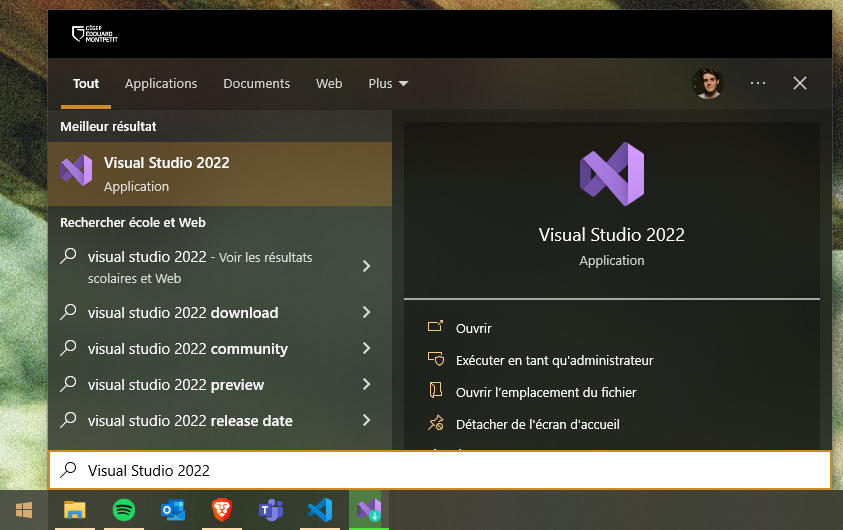 CÉGEP
ÉDOUARD
MONTPETIT
Tout Applications Documents Web Plus
Meilleur résultat
Visual Studio 2022
Application
Rechercher école et Web
visual studio 2022 - Voir les résultats
scolaires et Web
visual studio 2022 download
visual studio 2022 community
visual studio 2022 preview
visual studio 2022 release date
Visual Studio 2022
Application
Ouvrir
Exécuter en tant qu'administrateur
Ouvrir l'emplacement du fichier
Détacher de l'écran d'accueil
Visual Studio 2022